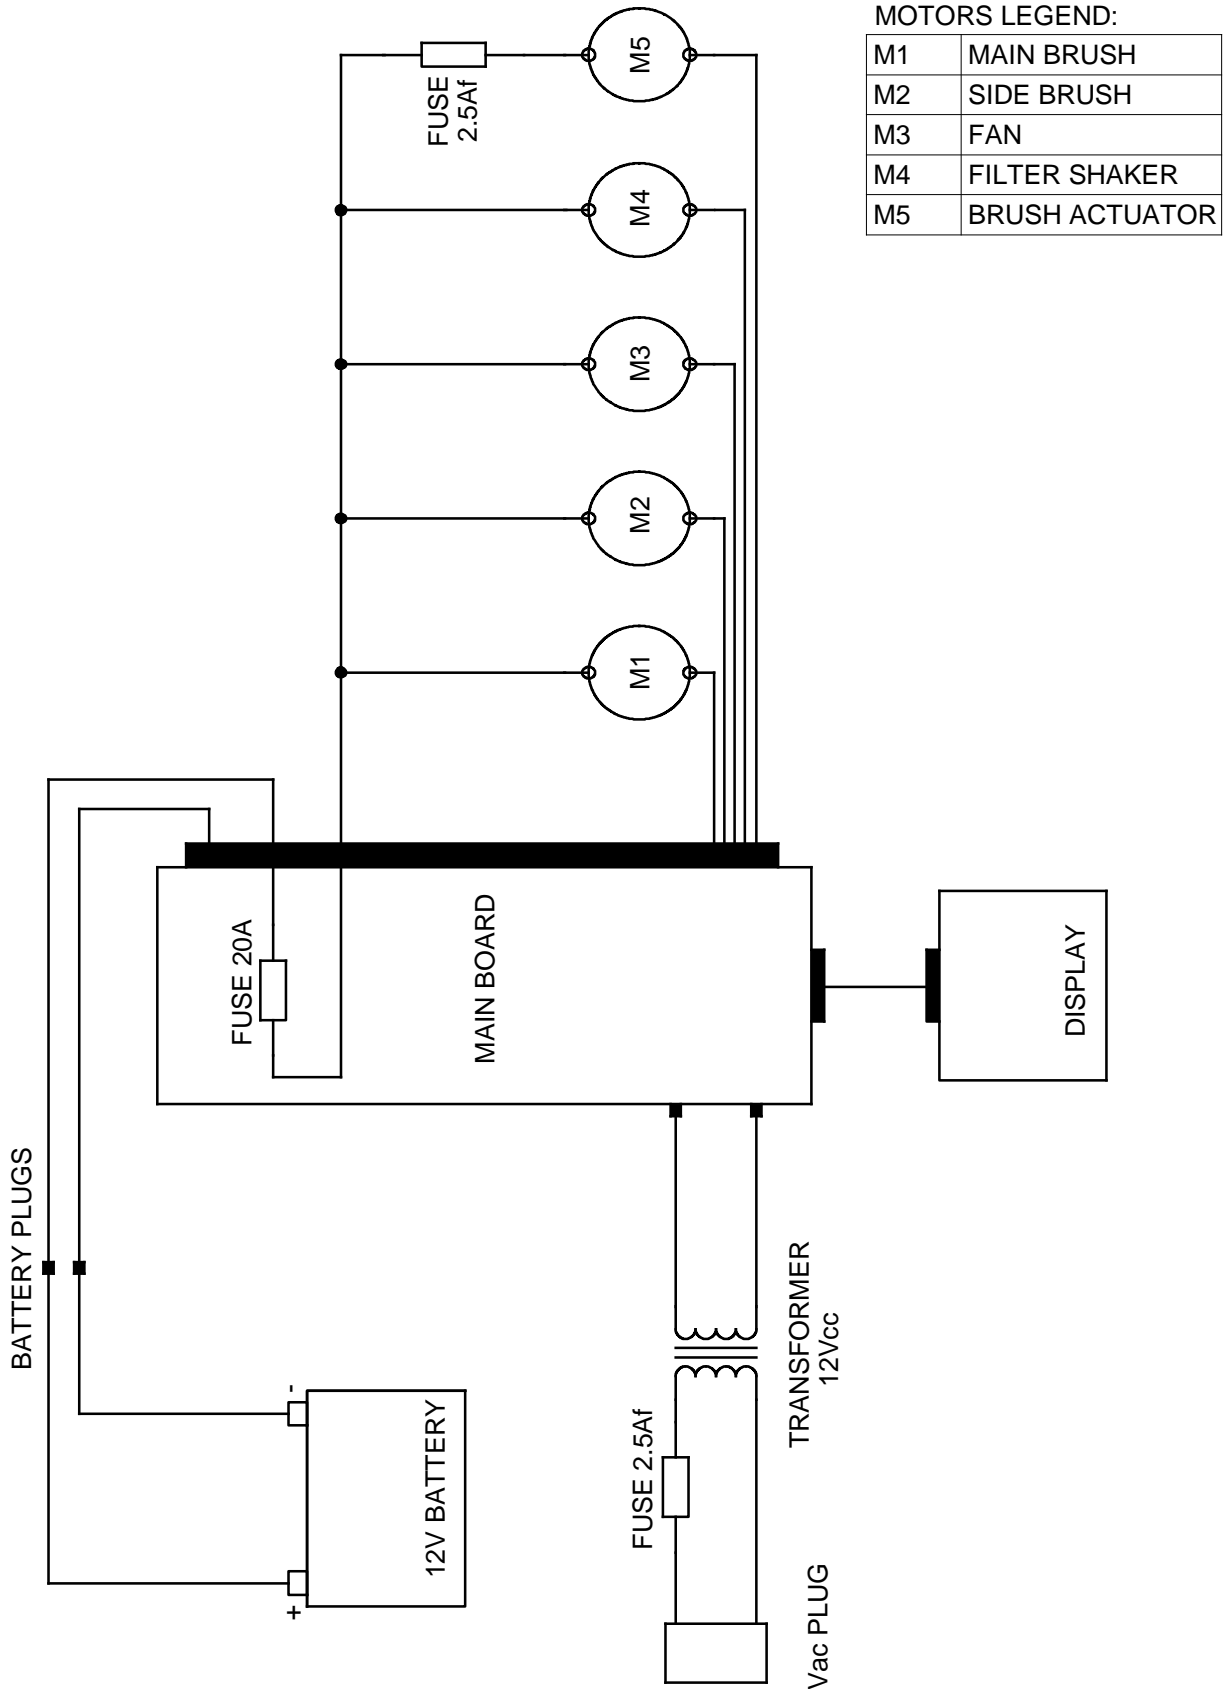 MOTORS LEGEND:
M1 MAIN BRUSH
M2 SIDE BRUSH
M3 FAN
M4 FILTER SHAKER
M5 BRUSH ACTUATOR
M5
FUSE
2.5Af
M4
M3
M2
M1
FUSE 20A
MAIN BOARD
DISPLAY
BATTERY PLUGS
TRANSFORMER
12Vcc
-
12V BATTERY
+
FUSE 2.5Af
Vac PLUG